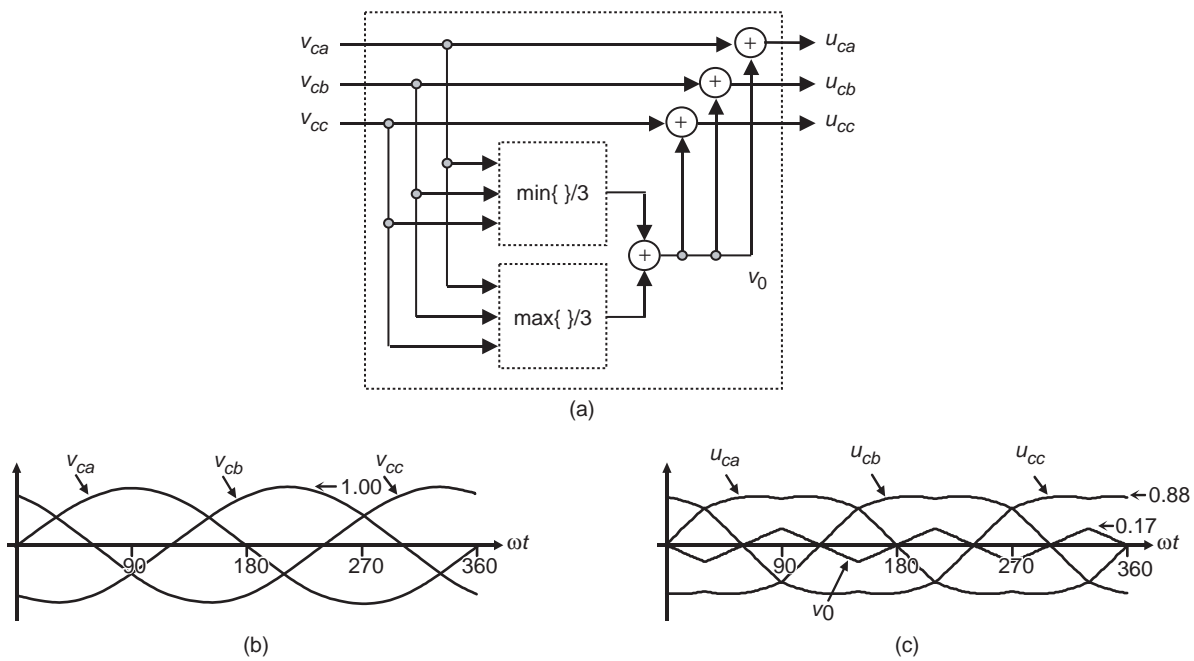 v_ca
u_ca
+
v_cb
u_cb
+
v_cc
u_cc
+
min{ }/3
+
v_0
max{ }/3
(a)
v_ca
v_cb
v_cc
1.00
ωt
90
180
270
360
(b)
u_ca
u_cb
u_cc
0.88
0.17
ωt
90
180
270
360
v_0
(c)